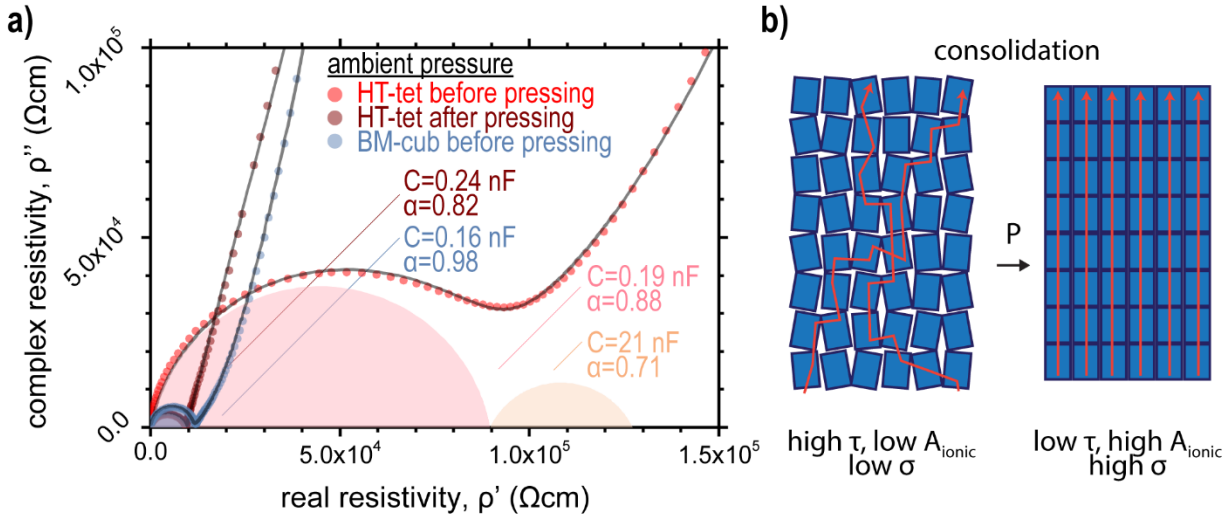 a)
complex resistivity, ρ'' (Ωcm)
1.0x10⁵
5.0x10⁴
0.0
ambient pressure
HT-tet before pressing
HT-tet after pressing
BM-cub before pressing
C=0.24 nF
α=0.82
C=0.16 nF
α=0.98
C=0.19 nF
α=0.88
C=21 nF
α=0.71
0.0
5.0x10⁴
1.0x10⁵
1.5x10⁵
real resistivity, ρ' (Ωcm)
b)
consolidation
P
high τ, low A_ionic
low σ
low τ, high A_ionic
high σ